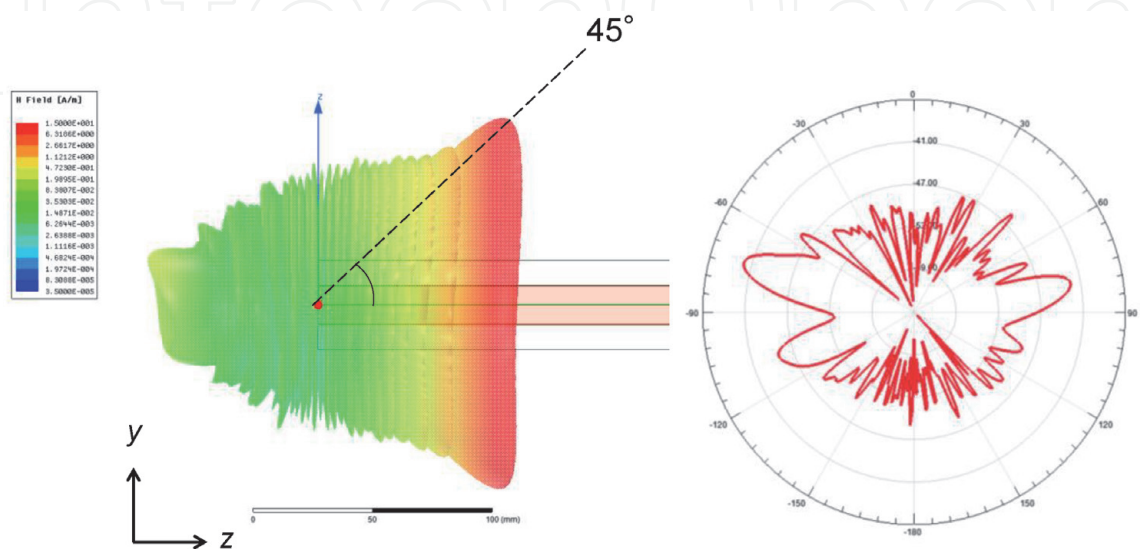 45°
H Field [A/m]
1.5000E+001
6.3106E+000
2.6617E+000
1.1212E+000
4.7230E-001
1.9895E-001
8.3807E-002
3.5303E-002
1.4871E-002
6.2644E-003
2.6388E-003
1.1116E-003
4.6824E-004
1.9724E-004
8.3088E-005
3.5000E-005
z
y
z
0
50
100 (mm)
0
-30
30
-41.00
-47.00
-60
60
-90
90
-120
120
-150
150
-180